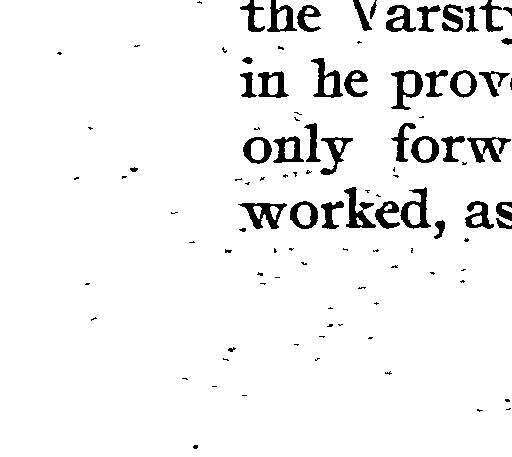 the Varsity
in he prov
only forw
worked, as